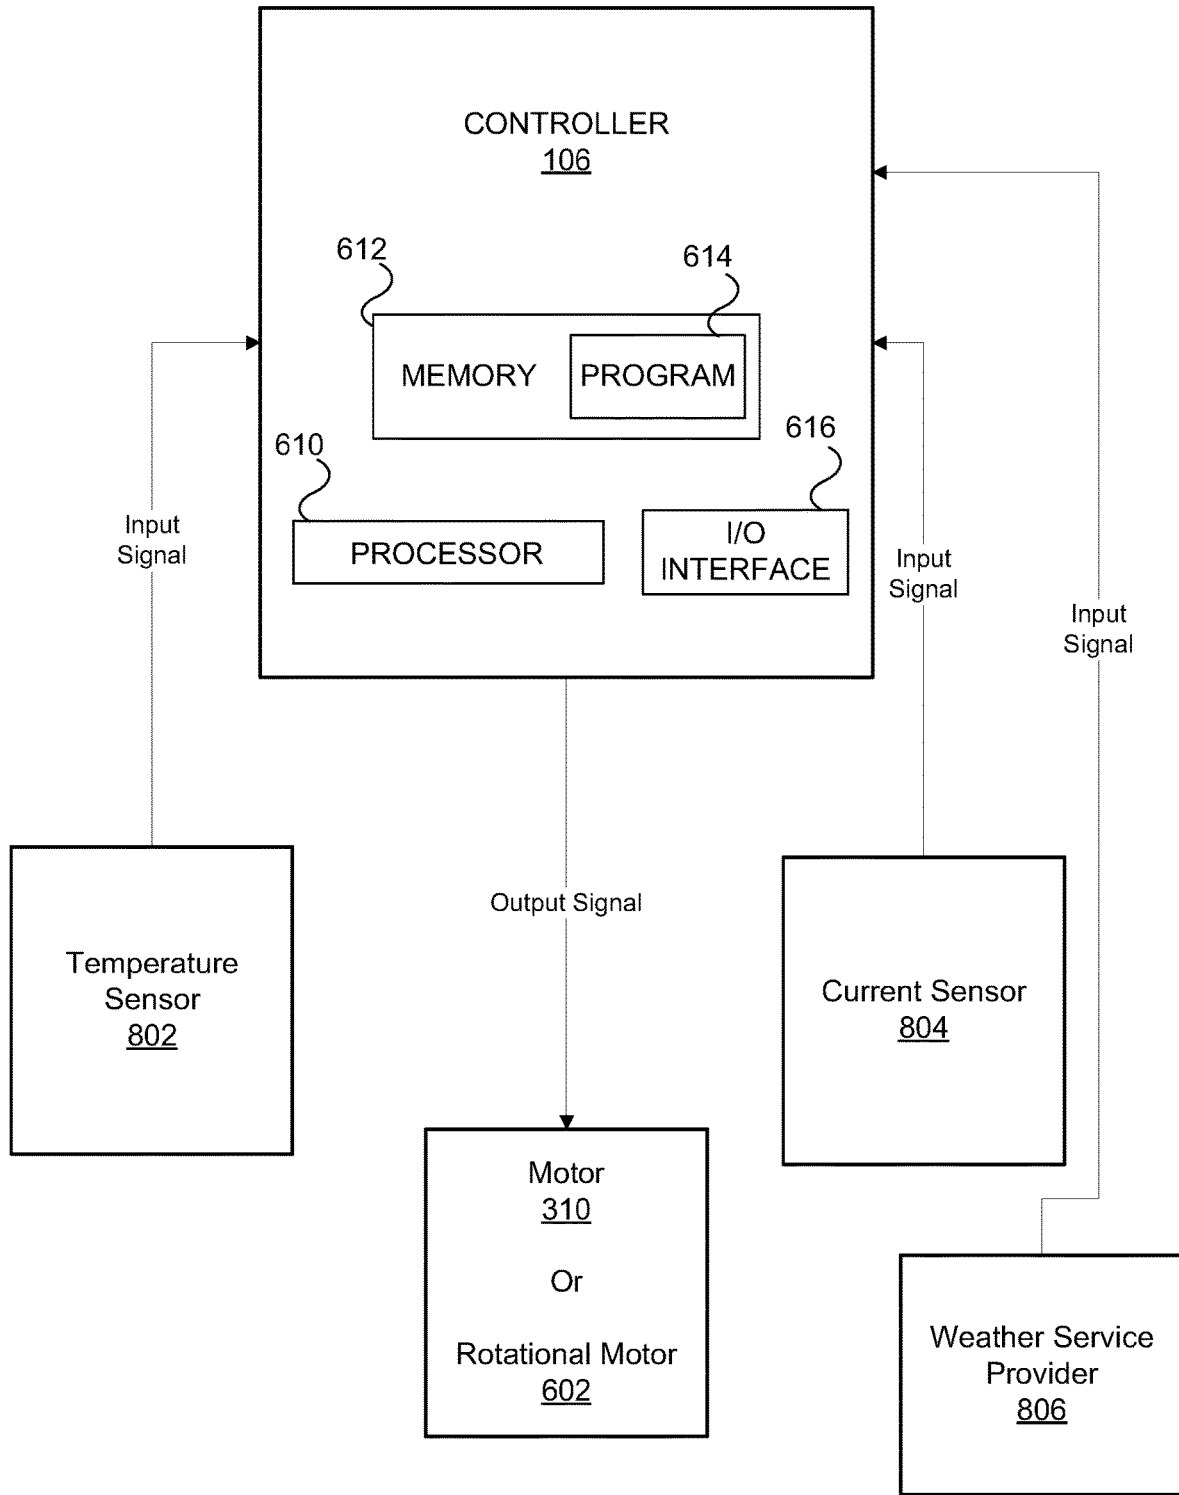 CONTROLLER
106
612
614
MEMORY
PROGRAM
610
616
PROCESSOR
I/O
INTERFACE
Input
Signal
Input
Signal
Input
Signal
Output Signal
Temperature
Sensor
802
Current Sensor
804
Motor
310
Or
Rotational Motor
602
Weather Service
Provider
806